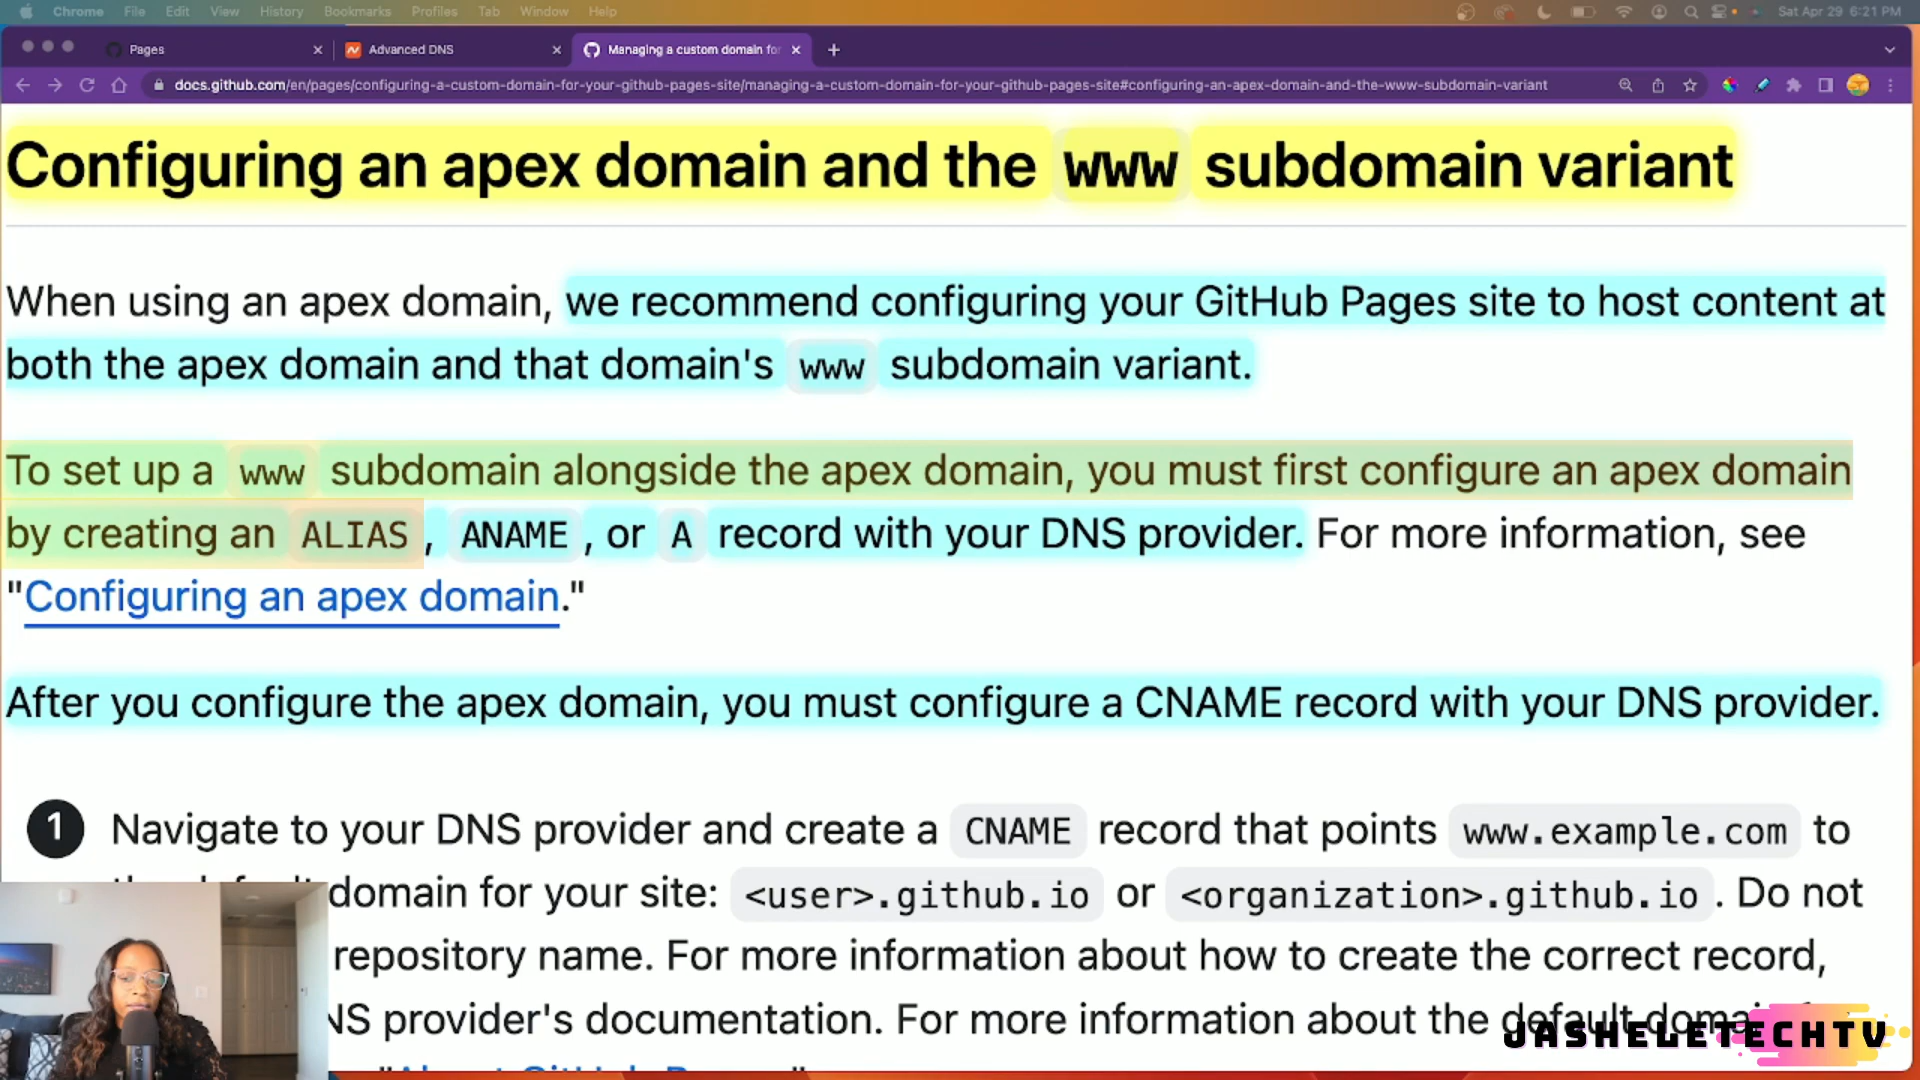 Chrome File Edit View History Bookmarks Profiles Tab Window Help Sat Apr 29 6:21 PM
Pages Advanced DNS Managing a custom domain for
docs.github.com/en/pages/configuring-a-custom-domain-for-your-github-pages-site/managing-a-custom-domain-for-your-github-pages-site#configuring-an-apex-domain-and-the-www-subdomain-variant
Configuring an apex domain and the www subdomain variant
When using an apex domain, we recommend configuring your GitHub Pages site to host content at
both the apex domain and that domain's www subdomain variant.
To set up a www subdomain alongside the apex domain, you must first configure an apex domain
by creating an ALIAS, ANAME, or A record with your DNS provider. For more information, see
"Configuring an apex domain."
After you configure the apex domain, you must configure a CNAME record with your DNS provider.
1 Navigate to your DNS provider and create a CNAME record that points www.example.com to
domain for your site: <user>.github.io or <organization>.github.io. Do not
repository name. For more information about how to create the correct record,
provider's documentation. For more information about the default
JASHELETECHTV